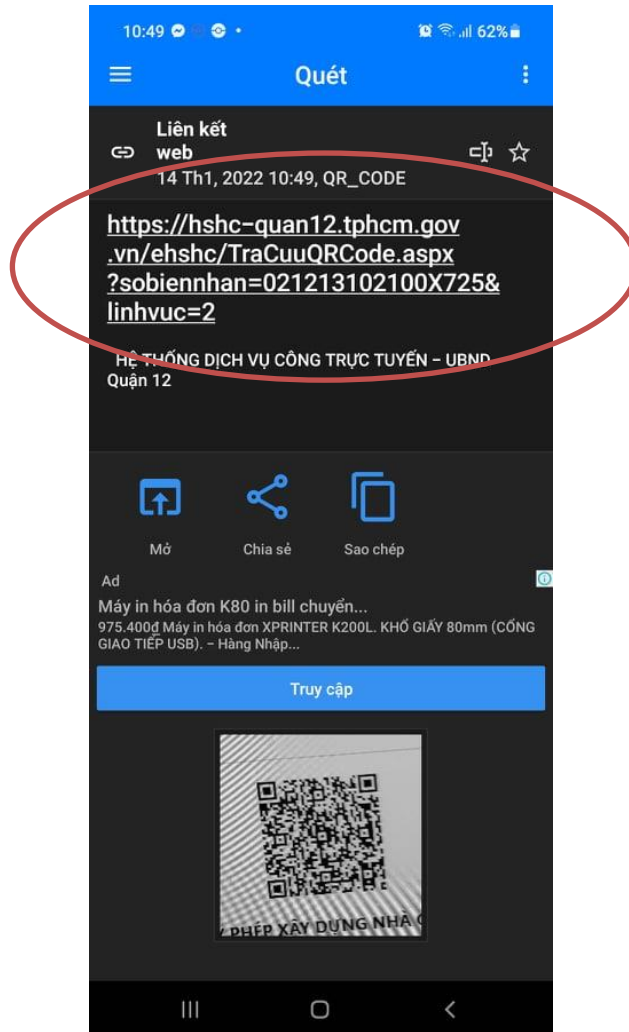 10:49
62%
Quét
Liên kết
web
14 Th1, 2022 10:49, QR_CODE
https://hshc-quan12.tphcm.gov
.vn/ehshc/TraCuuQRCode.aspx
?sobiennhan=021213102100X725&
linhvuc=2
HỆ THỐNG DỊCH VỤ CÔNG TRỰC TUYẾN - UBND
Quận 12
Mở Chia sẻ Sao chép
Ad
Máy in hóa đơn K80 in bill chuyển...
975.400₫ Máy in hóa đơn XPRINTER K200L. KHỔ GIẤY 80mm (CỔNG
GIAO TIẾP USB). - Hàng Nhập...
Truy cập
PHÉP XÂY DỰNG NHÀ